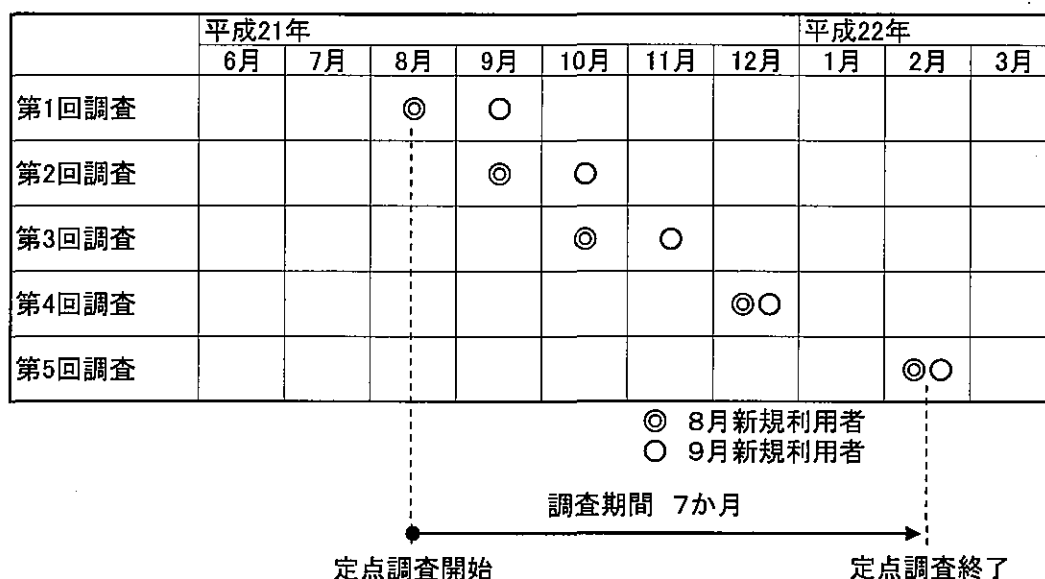 平成21年 平成22年
6月 7月 8月 9月 10月 11月 12月 1月 2月 3月
第1回調査 ◎ ○
第2回調査 ◎ ○
第3回調査 ◎ ○
第4回調査 ◎○
第5回調査 ◎○
◎ 8月新規利用者
○ 9月新規利用者
調査期間 7か月
定点調査開始 定点調査終了